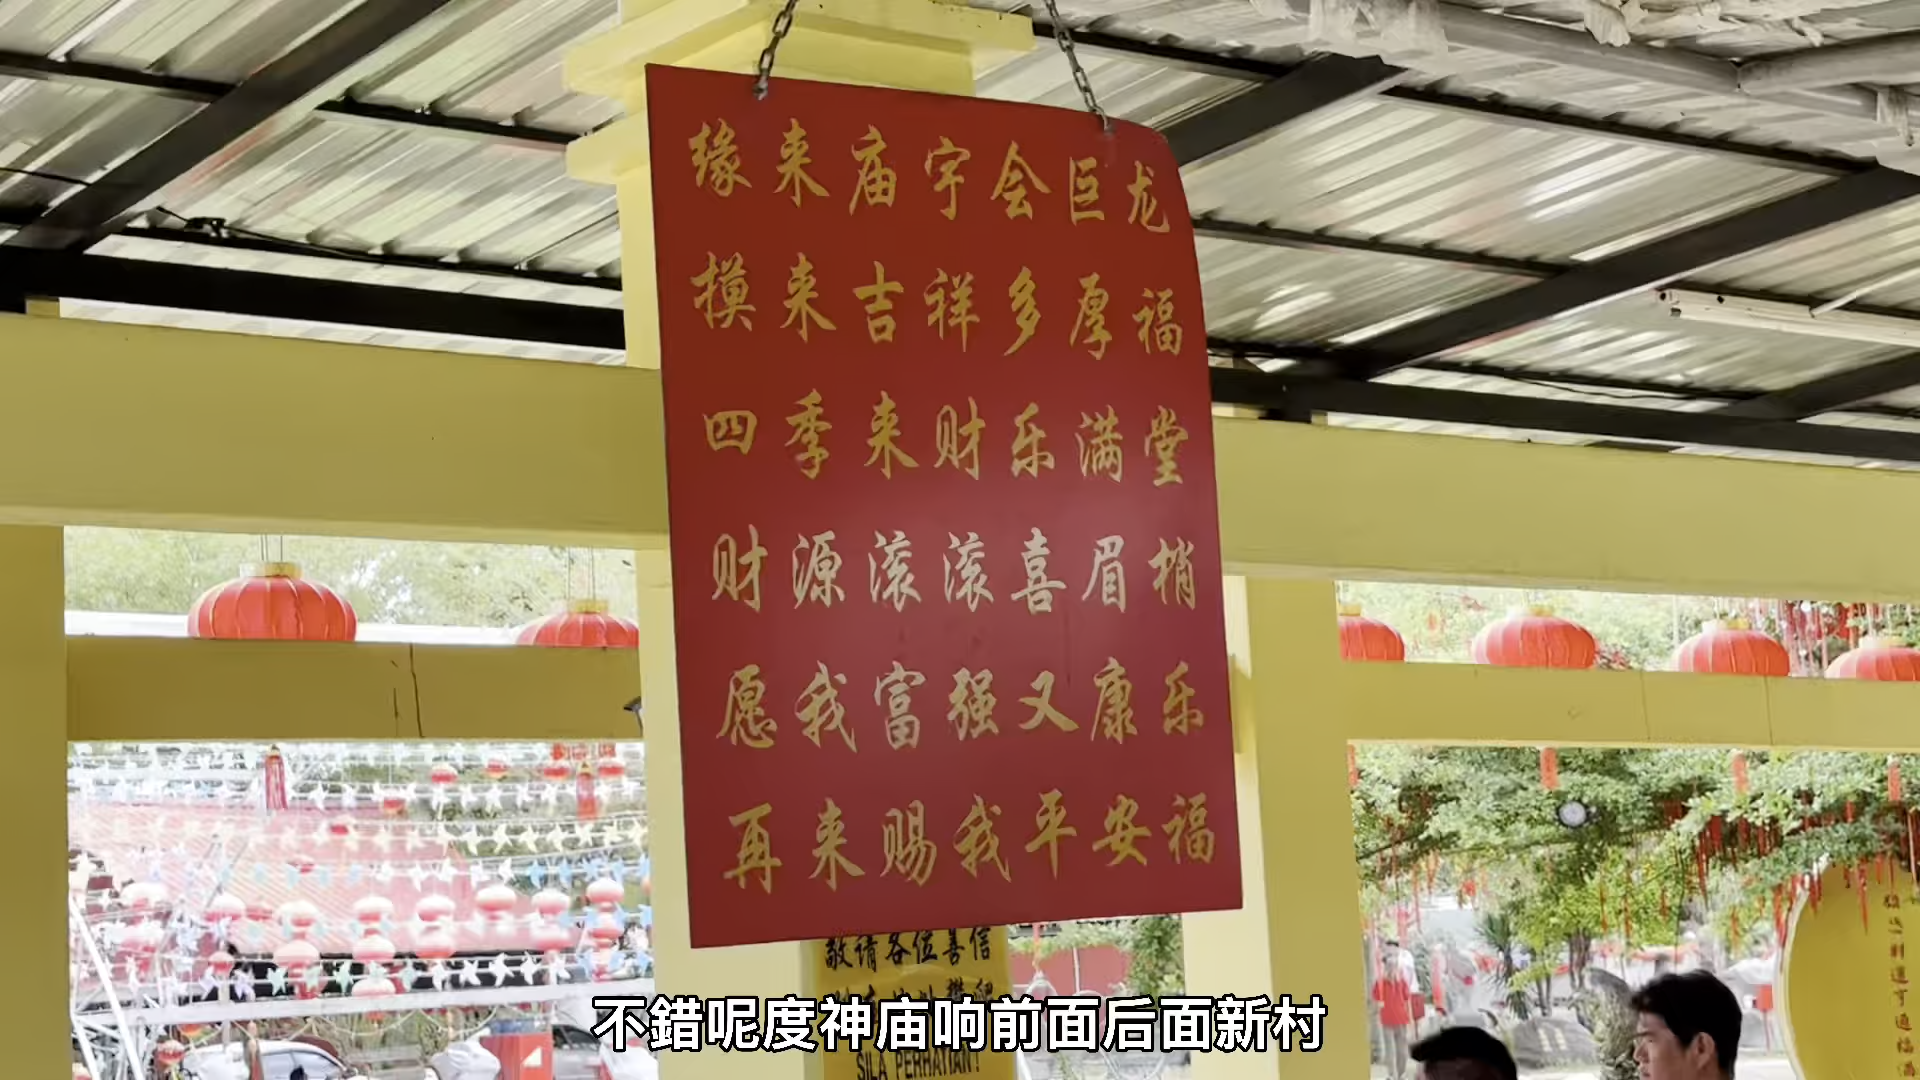 缘来庙宇会巨龙
摸来吉祥多厚福
四季来财乐满堂
财源滚滚喜眉梢
愿我富强又康乐
再来赐我平安福
敬请各位善信
SILA PERHATIAN!
不錯呢度神庙响前面后面新村